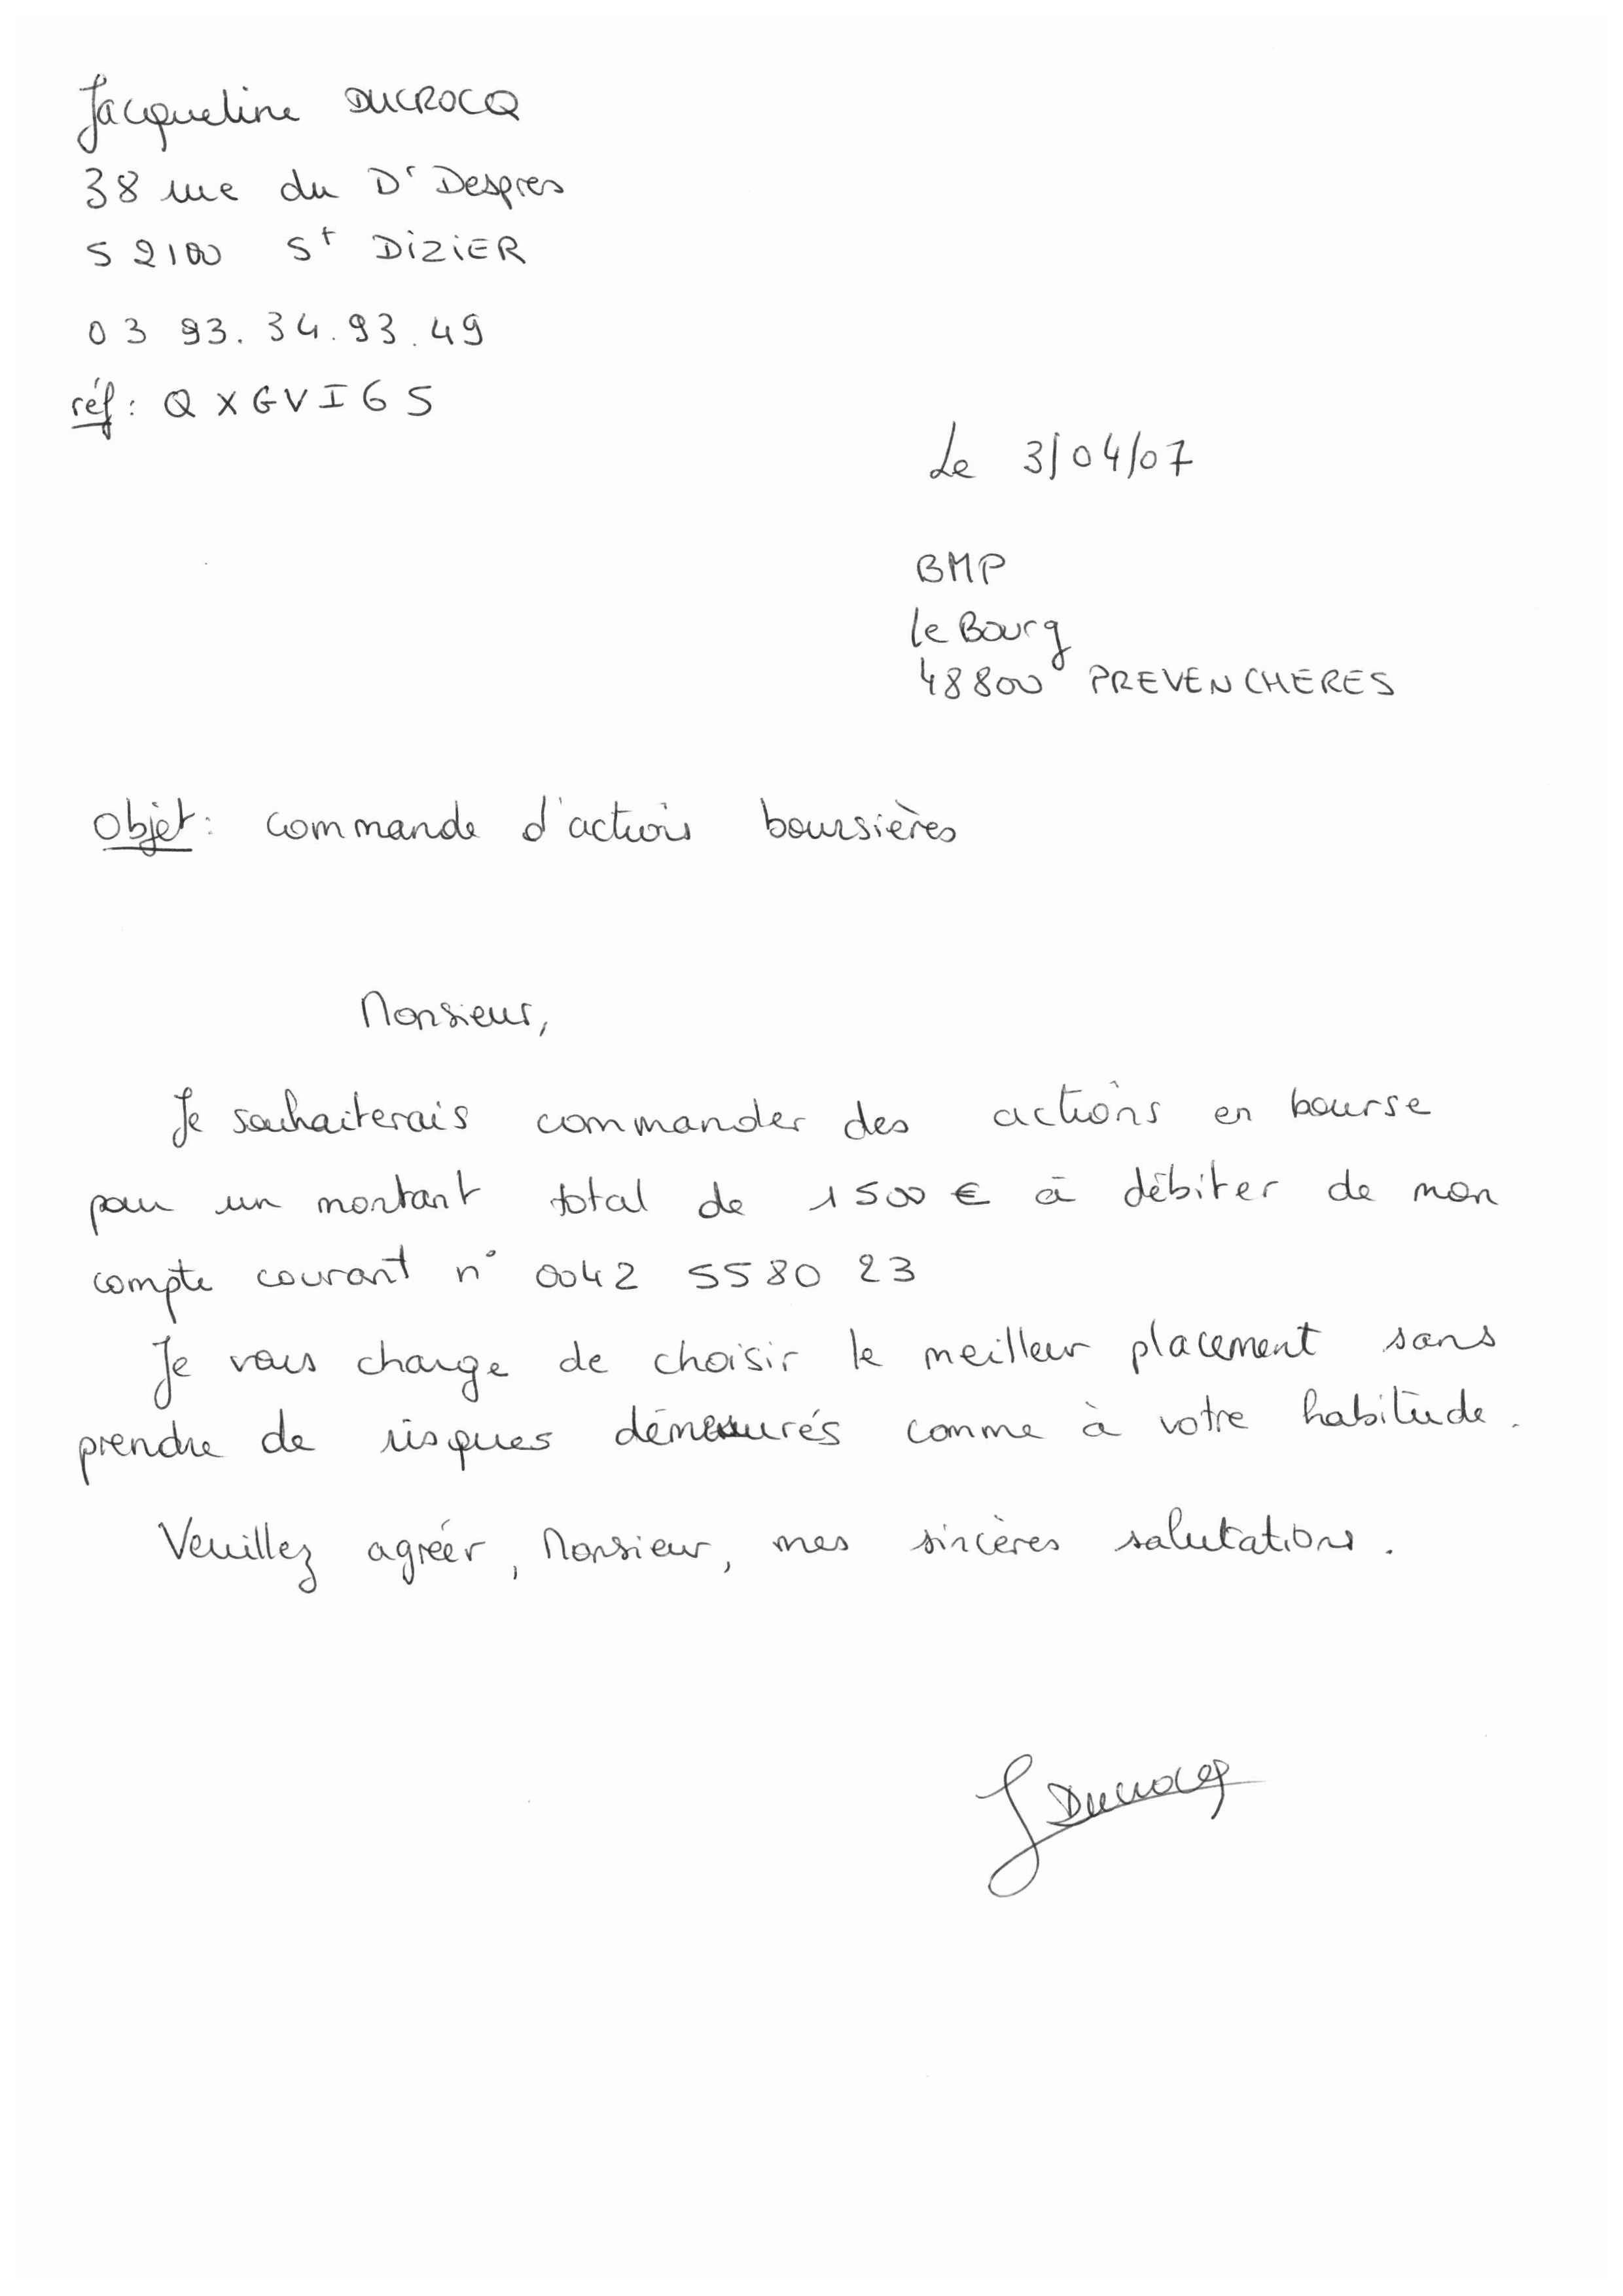 Jacqueline DUCROCQ
38 rue du Dr Despres
52100 St DIZIER
03 93.34.93.49
réf: QXGVI65
Le 3/04/07
BMP
le Bourg
48800 PREVENCHERES
Objet: commande d'actions boursières
Monsieur,
Je souhaiterais commander des actions en bourse
pour un montant total de 1500 € à débiter de mon
compte courant n° 0042 5580 23
Je vous charge de choisir le meilleur placement sans
prendre de risques démesurés comme à votre habitude.
Veuillez agréer, Monsieur, mes sincères salutations.
J Ducrocq